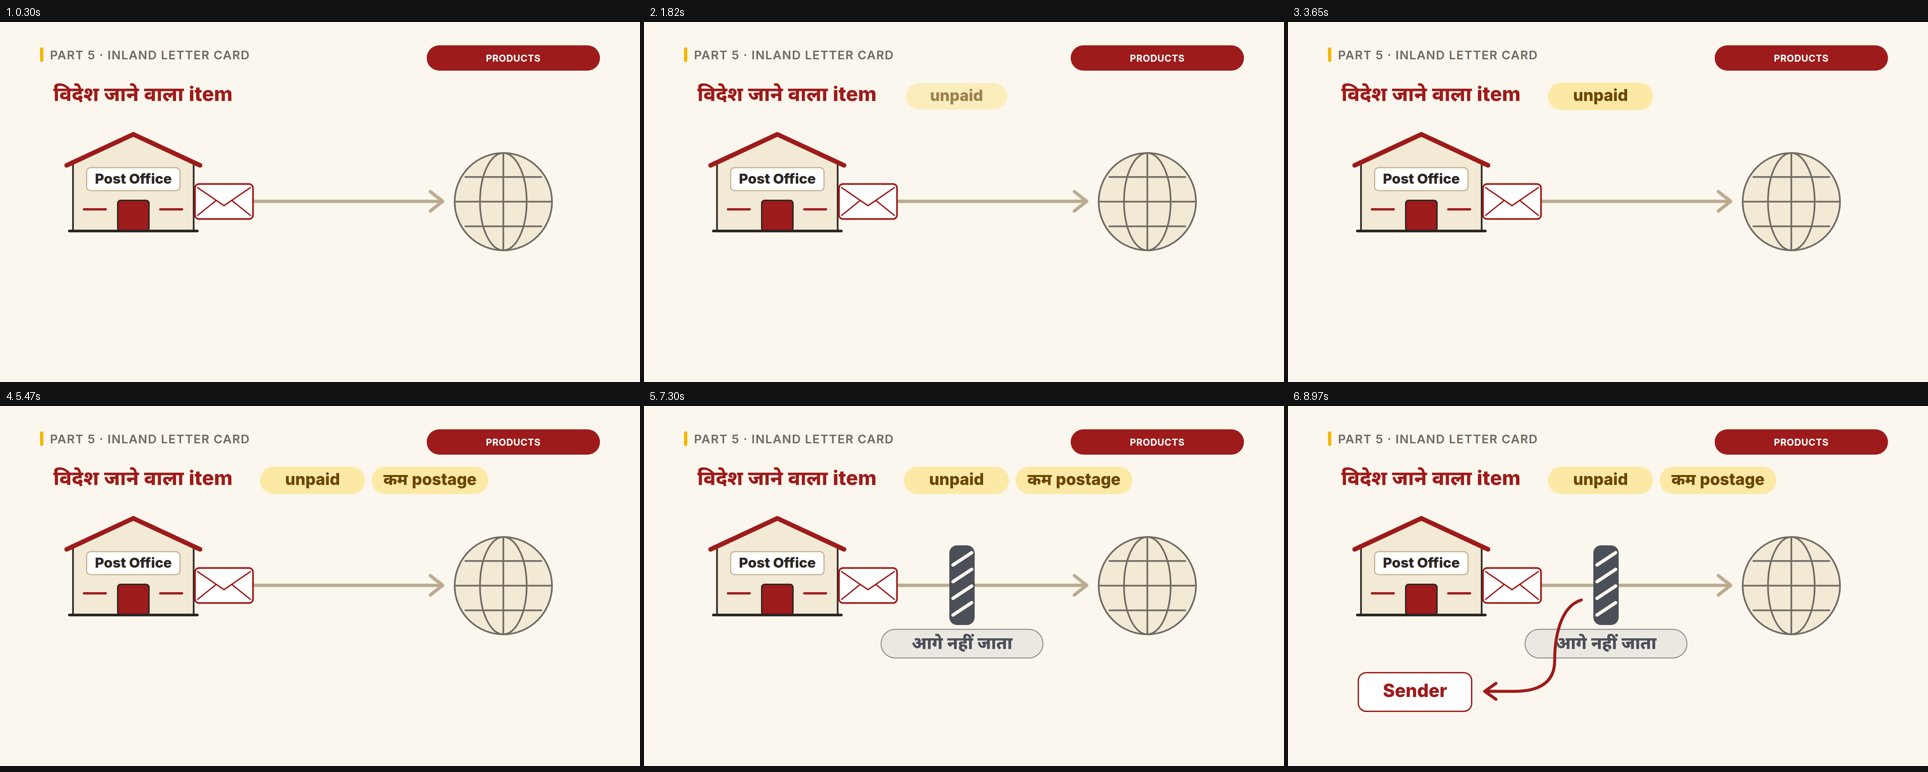 1. 0.30s
PART 5 · INLAND LETTER CARD
PRODUCTS
विदेश जाने वाला item
Post Office
2. 1.82s
PART 5 · INLAND LETTER CARD
PRODUCTS
विदेश जाने वाला item unpaid
Post Office
3. 3.65s
PART 5 · INLAND LETTER CARD
PRODUCTS
विदेश जाने वाला item unpaid
Post Office
4. 5.47s
PART 5 · INLAND LETTER CARD
PRODUCTS
विदेश जाने वाला item unpaid कम postage
Post Office
5. 7.30s
PART 5 · INLAND LETTER CARD
PRODUCTS
विदेश जाने वाला item unpaid कम postage
Post Office
आगे नहीं जाता
6. 8.97s
PART 5 · INLAND LETTER CARD
PRODUCTS
विदेश जाने वाला item unpaid कम postage
Post Office
आगे नहीं जाता
Sender